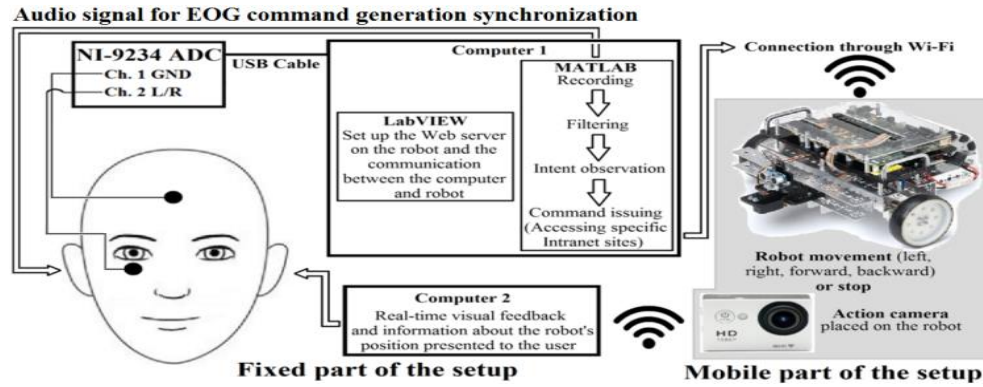 Audio signal for EOG command generation synchronization
NI-9234 ADC
Ch. 1 GND
Ch. 2 L/R
USB Cable
Computer 1
LabVIEW
Set up the Web server
on the robot and the
communication
between the computer
and robot
MATLAB
Recording
Filtering
Intent observation
Command issuing
(Accessing specific
Intranet sites)
Connection through Wi-Fi
Robot movement (left,
right, forward, backward)
or stop
Action camera
placed on the robot
HD
Computer 2
Real-time visual feedback
and information about the robot's
position presented to the user
Fixed part of the setup
Mobile part of the setup